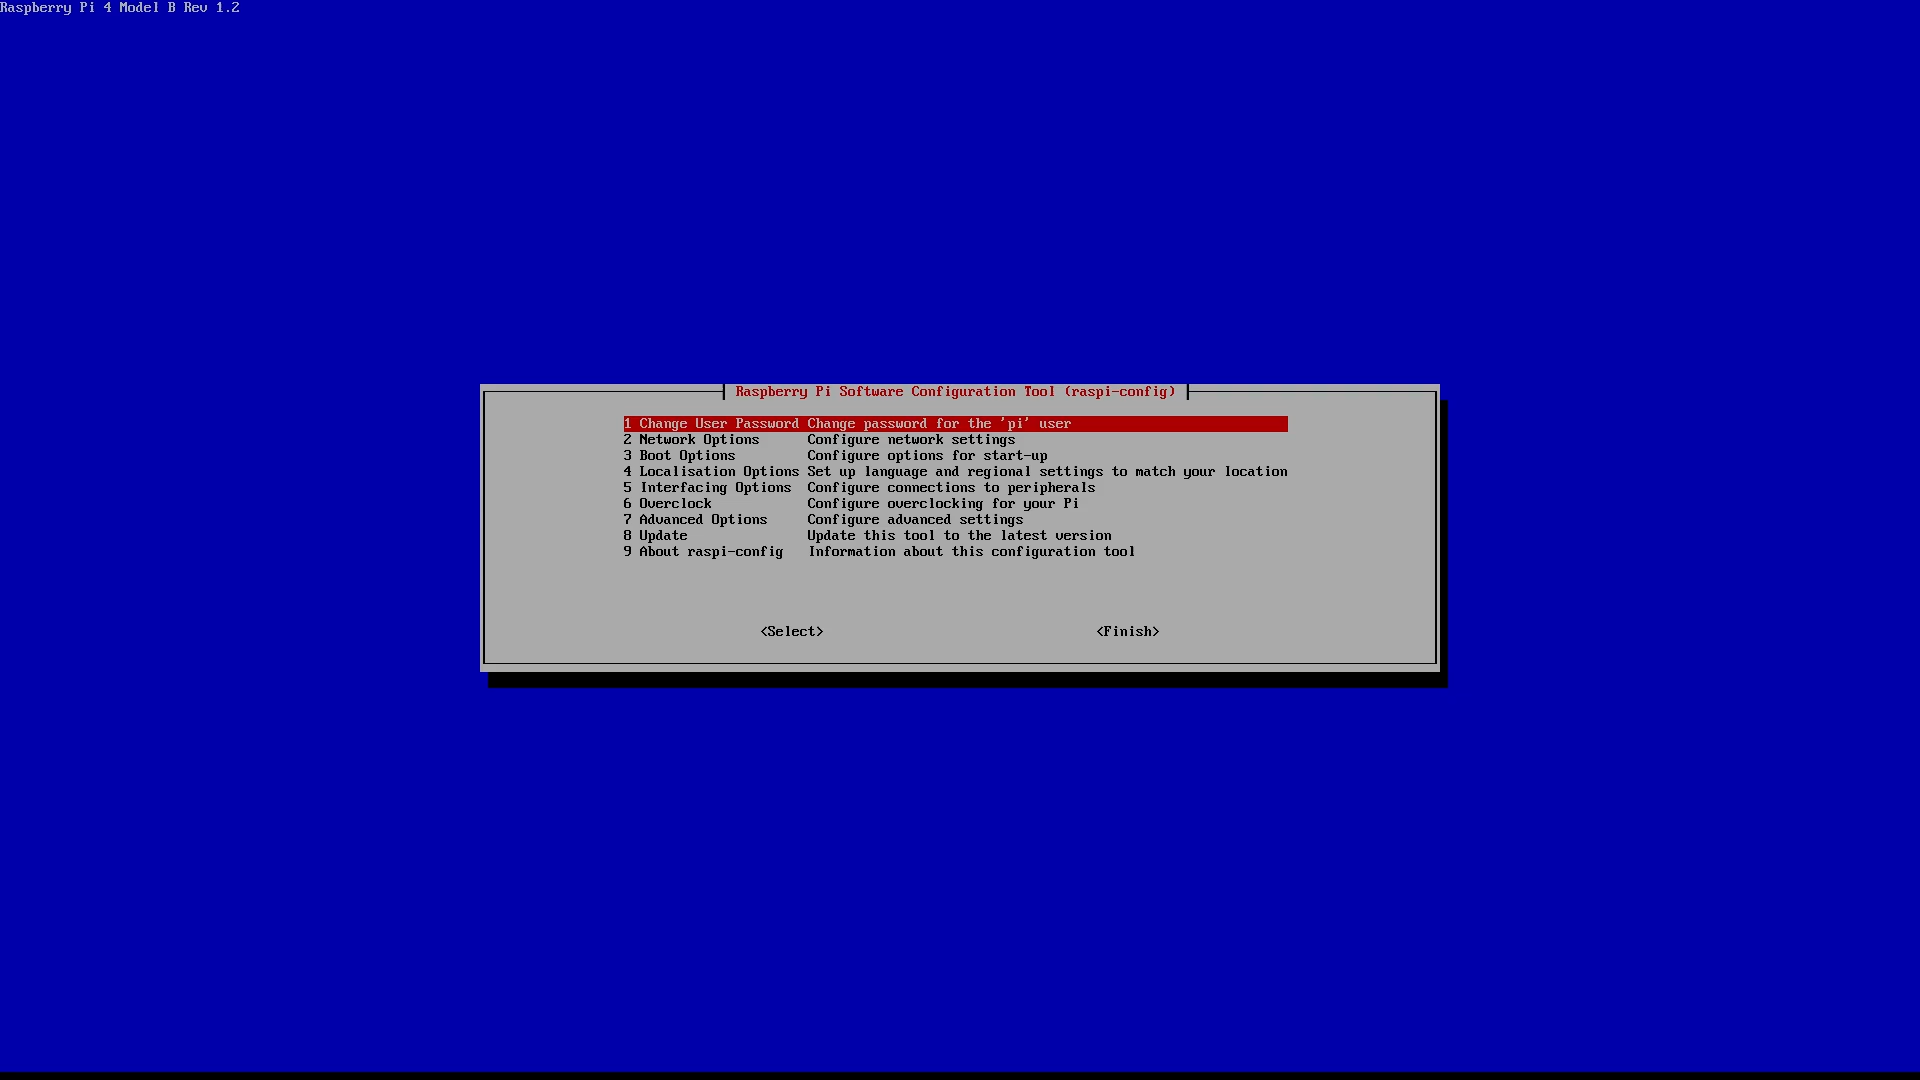 Raspberry Pi 4 Model B Rev 1.2
Raspberry Pi Software Configuration Tool (raspi-config)
1 Change User Password Change password for the 'pi' user
2 Network Options Configure network settings
3 Boot Options Configure options for start-up
4 Localisation Options Set up language and regional settings to match your location
5 Interfacing Options Configure connections to peripherals
6 Overclock Configure overclocking for your Pi
7 Advanced Options Configure advanced settings
8 Update Update this tool to the latest version
9 About raspi-config Information about this configuration tool
<Select> <Finish>